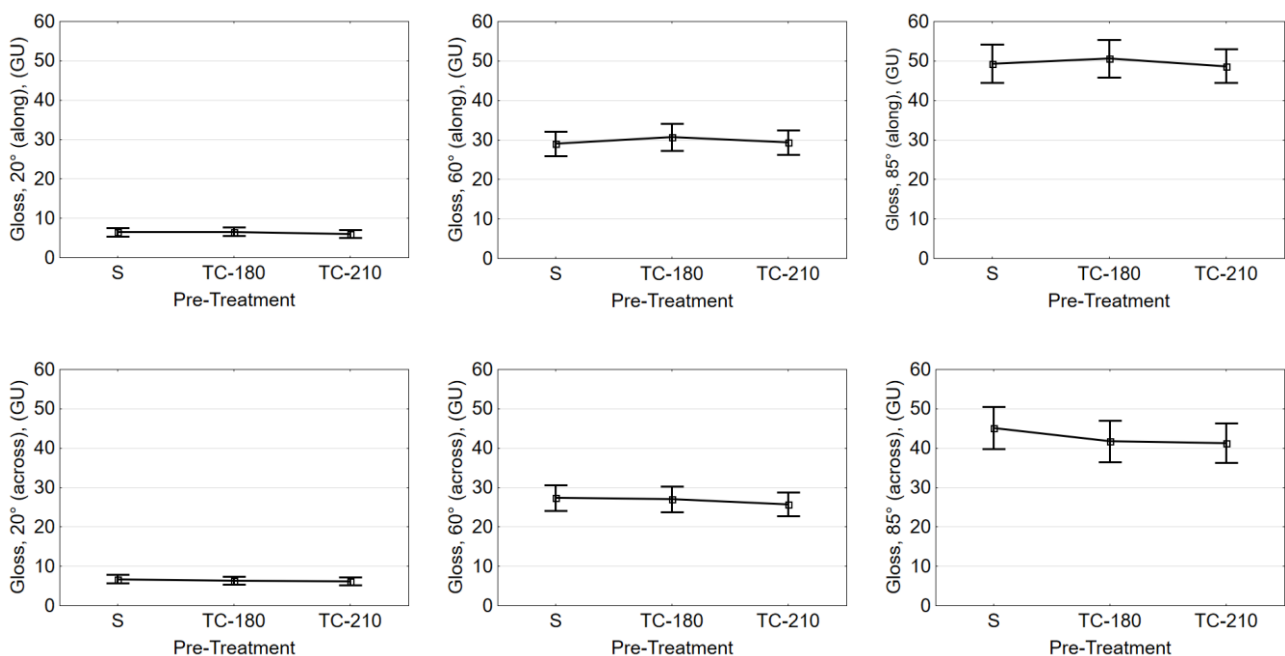 Gloss, 20° (along), (GU)
60
50
40
30
20
10
0
S TC-180 TC-210
Pre-Treatment
Gloss, 60° (along), (GU)
60
50
40
30
20
10
0
S TC-180 TC-210
Pre-Treatment
Gloss, 85° (along), (GU)
60
50
40
30
20
10
0
S TC-180 TC-210
Pre-Treatment
Gloss, 20° (across), (GU)
60
50
40
30
20
10
0
S TC-180 TC-210
Pre-Treatment
Gloss, 60° (across), (GU)
60
50
40
30
20
10
0
S TC-180 TC-210
Pre-Treatment
Gloss, 85° (across), (GU)
60
50
40
30
20
10
0
S TC-180 TC-210
Pre-Treatment